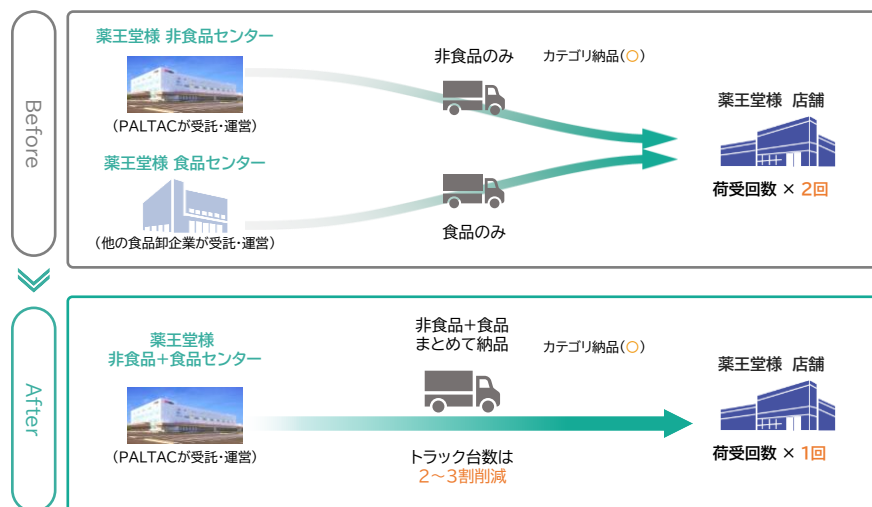 Before
薬王堂様 非食品センター
(PALTACが受託・運営)
薬王堂様 食品センター
(他の食品卸企業が受託・運営)
非食品のみ
カテゴリ納品(○)
食品のみ
薬王堂様 店舗
荷受回数 × 2回
After
薬王堂様
非食品+食品センター
(PALTACが受託・運営)
非食品+食品
まとめて納品
カテゴリ納品(○)
トラック台数は
2~3割削減
薬王堂様 店舗
荷受回数 × 1回